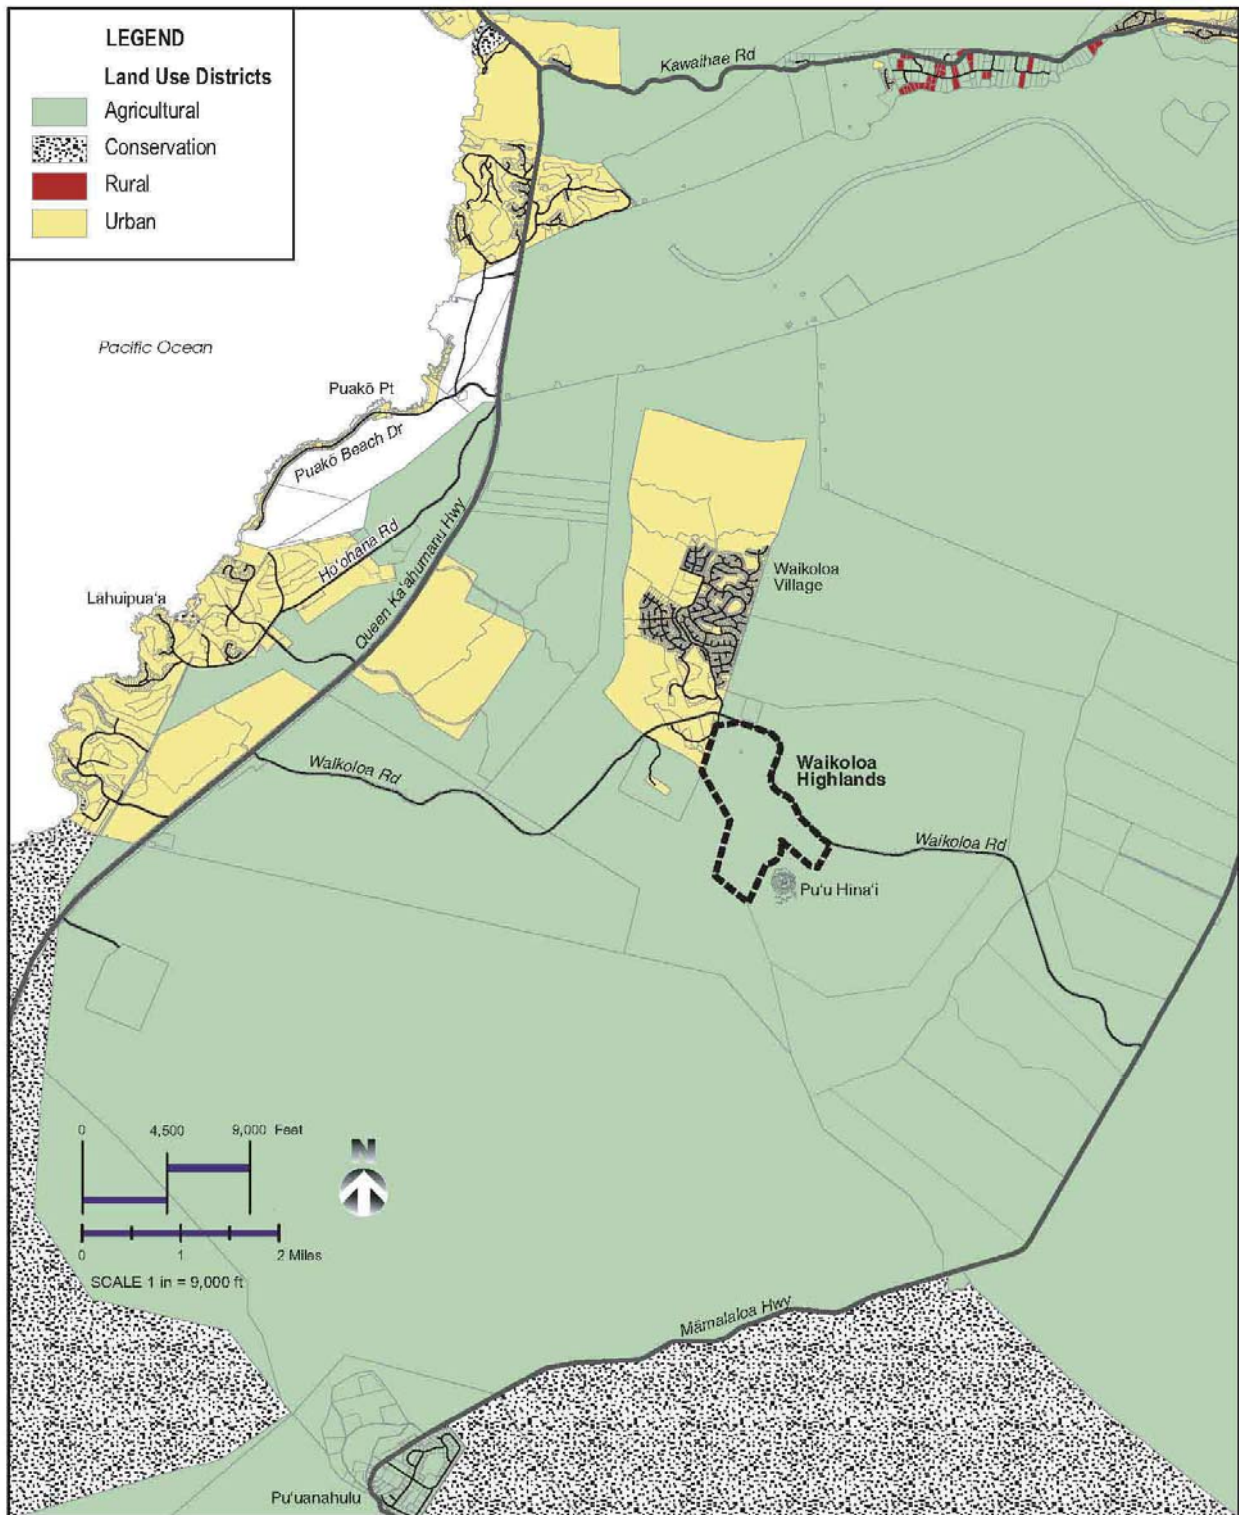 LEGEND
Land Use Districts
Agricultural
Conservation
Rural
Urban
Kawaihae Rd
Pacific Ocean
Puakō Pt
Puakō Beach Dr
Ho'ohana Rd
Queen Ka'ahumanu Hwy
Lāhuipua'a
Waikoloa
Village
Waikoloa
Highlands
Waikoloa Rd
Waikoloa Rd
Pu'u Hina'i
0 4,500 9,000 Feet
N
0 1 2 Miles
SCALE 1 in = 9,000 ft
Māmalaloa Hwy
Pu'uanahulu